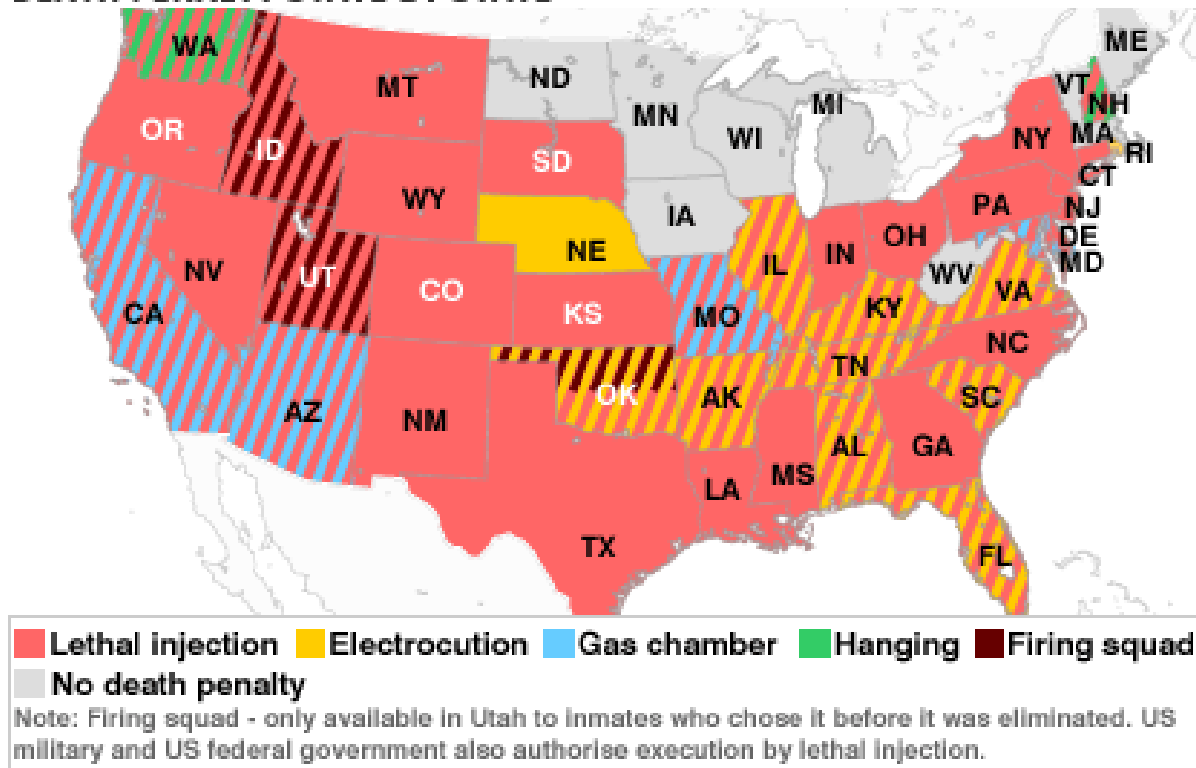 WA
ME
MT
ND
VT
MN
MI
NH
OR
WI
NY
MA
ID
SD
RI
CT
WY
IA
PA
NJ
OH
DE
NE
IN
MD
NV
UT
IL
WV
CO
VA
KS
KY
CA
MO
NC
TN
OK
AK
SC
AZ
NM
AL
GA
MS
LA
TX
FL
Lethal injection Electrocution Gas chamber Hanging Firing squad
No death penalty
Note: Firing squad - only available in Utah to inmates who chose it before it was eliminated. US
military and US federal government also authorise execution by lethal injection.